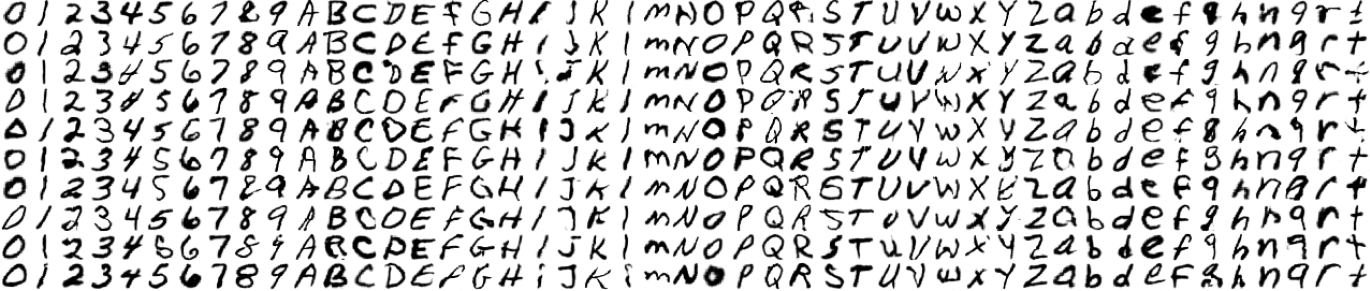 0 1 2 3 4 5 6 7 8 9 A B C D E F G H I J K l m N O P Q R S T U V W X Y Z a b d e f g h n q r t
0 1 2 3 4 5 6 7 8 9 A B C D E F G H I J K l m N O P Q R S T U V W X Y Z a b d e f g h n q r t
0 1 2 3 4 5 6 7 8 9 A B C D E F G H i J K l m N O P Q R S T U V W X Y Z a b d e f g h n q r t
0 1 2 3 4 5 6 7 8 9 A B C D E F G H I J K l m N O P Q R S T U V W X Y Z a b d e f g h n q r t
0 1 2 3 4 5 6 7 8 9 A B C D E F G K I J K l m N O P Q R S T U V W X Y Z a b d e f g h n q r t
0 1 2 3 4 5 6 7 8 9 A B C D E F G H I J K l m N O P Q R S T U V W X Y Z a b d e f g h n q r t
0 1 2 3 4 5 6 7 8 9 A B C D E F G H I J K l m N O P Q R S T U V W X Y Z a b d e f g h n q r t
0 1 2 3 4 5 6 7 8 9 A B C D E F G H I J K l m N O P Q R S T U V W X Y Z a b d e f g h n q r t
0 1 2 3 4 5 6 7 8 9 A B C D E F G H I J K l m N O P Q R S T U V W X Y Z a b d e f g h n q r t
0 1 2 3 4 5 6 7 8 9 A B C D E F G H i J K l m N O P Q R S T U V W X Y Z a b d e f g h n q r t